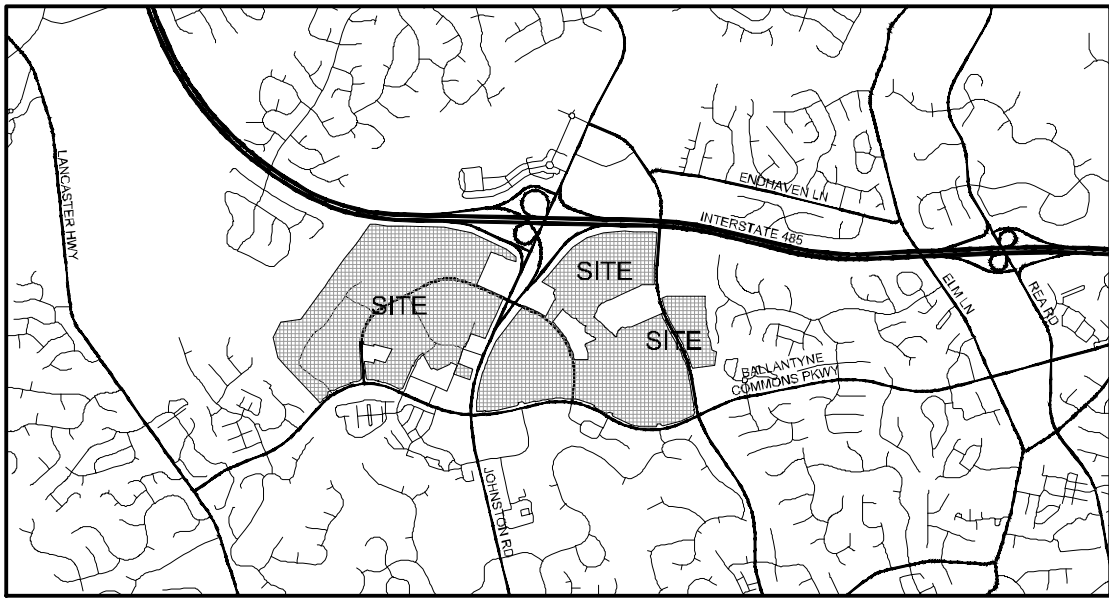 LANCASTER HWY
ENDHAVEN LN
INTERSTATE 485
SITE
SITE
SITE
ELM LN
REA RD
BALLANTYNE
COMMONS PKWY
JOHNSTON RD